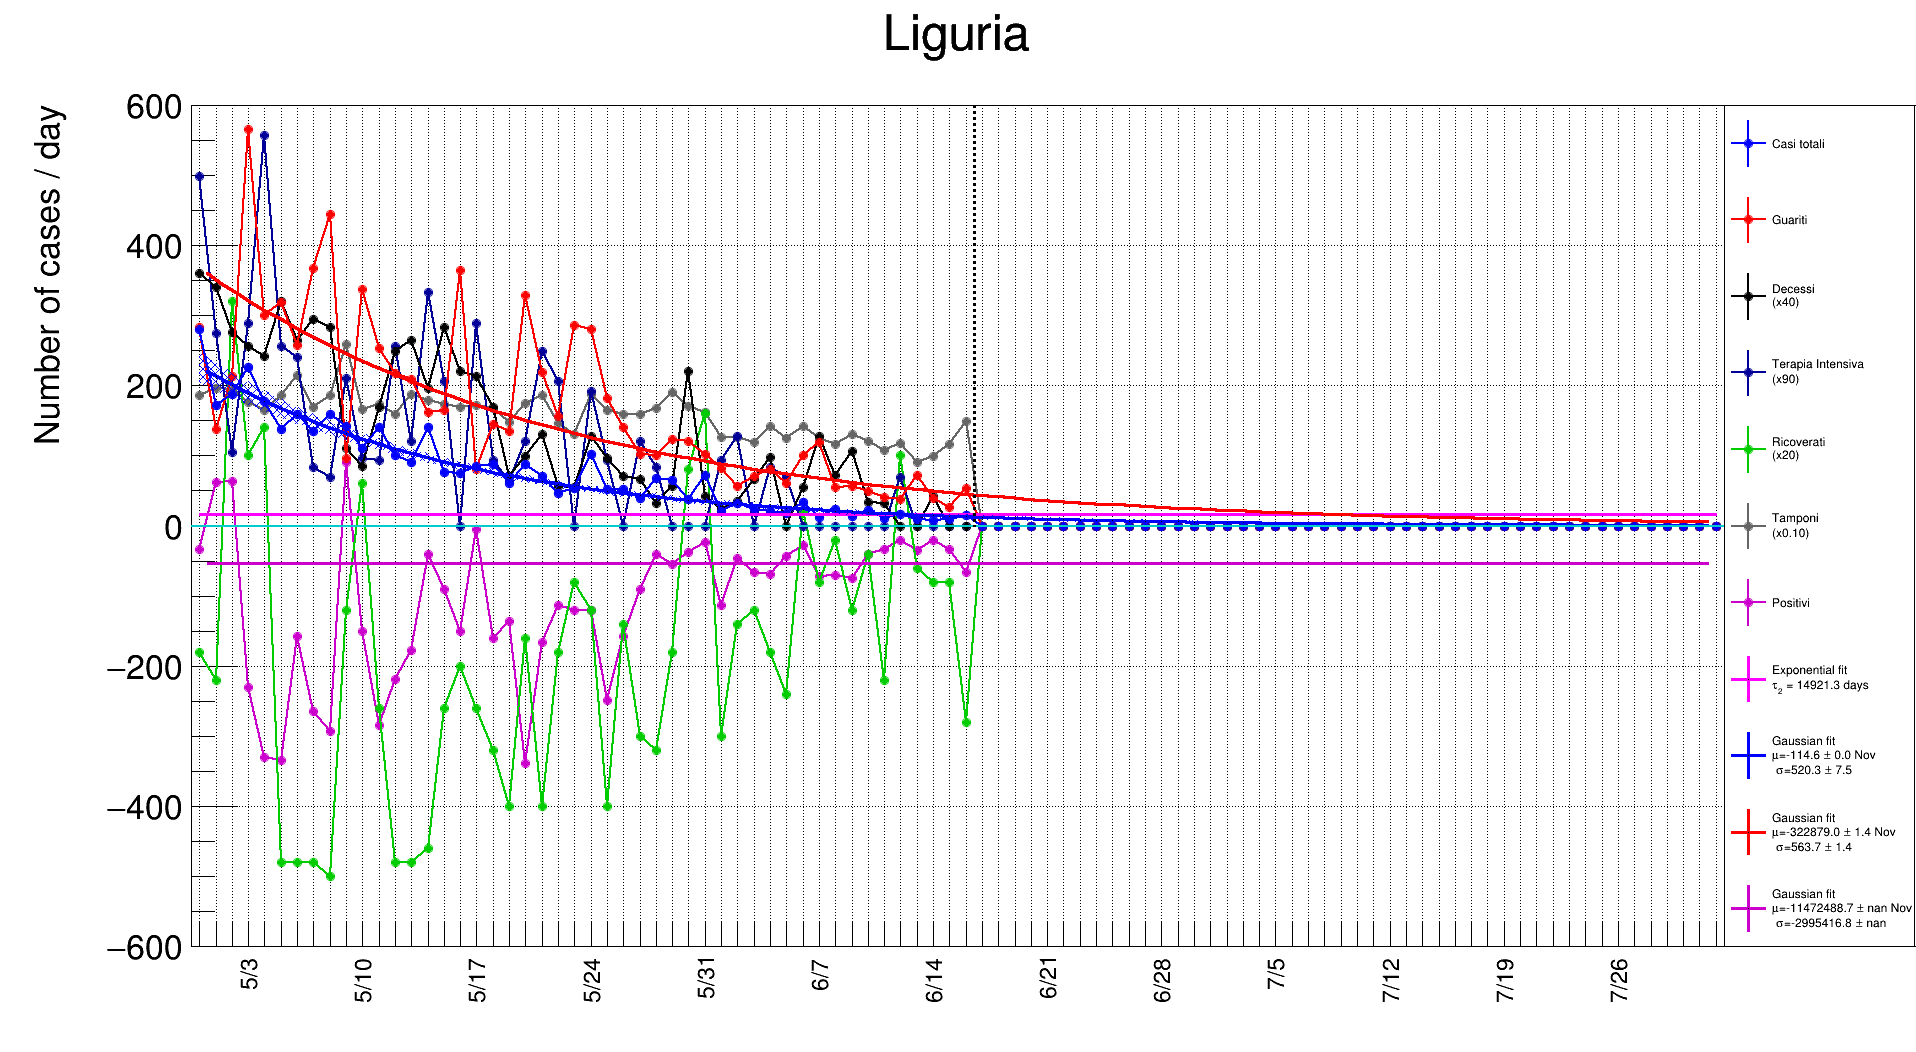 Liguria
Number of cases / day
600
400
200
0
−200
−400
−600
5/3
5/10
5/17
5/24
5/31
6/7
6/14
6/21
6/28
7/5
7/12
7/19
7/26
Casi totali
Guariti
Decessi
(x40)
Terapia Intensiva
(x90)
Ricoverati
(x20)
Tamponi
(x0.10)
Positivi
Exponential fit
τ2 = 14921.3 days
Gaussian fit
μ=-114.6 ± 0.0 Nov
σ=520.3 ± 7.5
Gaussian fit
μ=-322879.0 ± 1.4 Nov
σ=563.7 ± 1.4
Gaussian fit
μ=-11472488.7 ± nan Nov
σ=-2995416.8 ± nan